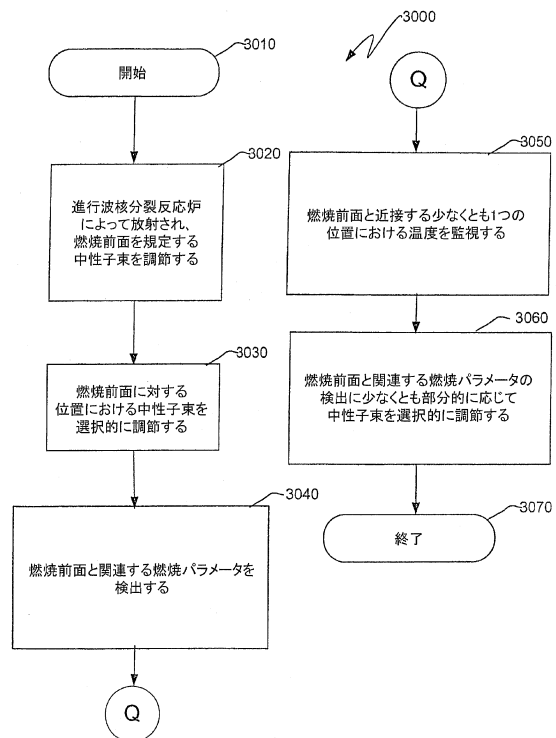 3000
3010
開始
3020
進行波核分裂反応炉
によって放射され、
燃焼前面を規定する
中性子束を調節する
3030
燃焼前面に対する
位置における中性子束を
選択的に調節する
3040
燃焼前面と関連する燃焼パラメータを
検出する
Q
Q
3050
燃焼前面と近接する少なくとも1つの
位置における温度を監視する
3060
燃焼前面と関連する燃焼パラメータの
検出に少なくとも部分的に応じて
中性子束を選択的に調節する
3070
終了